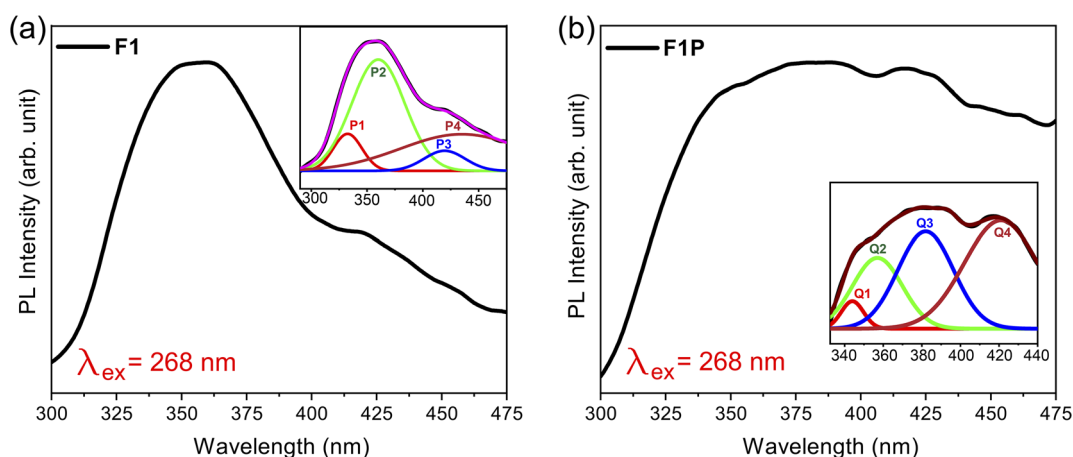 (a)
F1
PL Intensity (arb. unit)
λex = 268 nm
300 325 350 375 400 425 450 475
Wavelength (nm)
P1
P2
P3
P4
300 350 400 450
(b)
F1P
PL Intensity (arb. unit)
λex = 268 nm
300 325 350 375 400 425 450 475
Wavelength (nm)
Q1
Q2
Q3
Q4
340 360 380 400 420 440